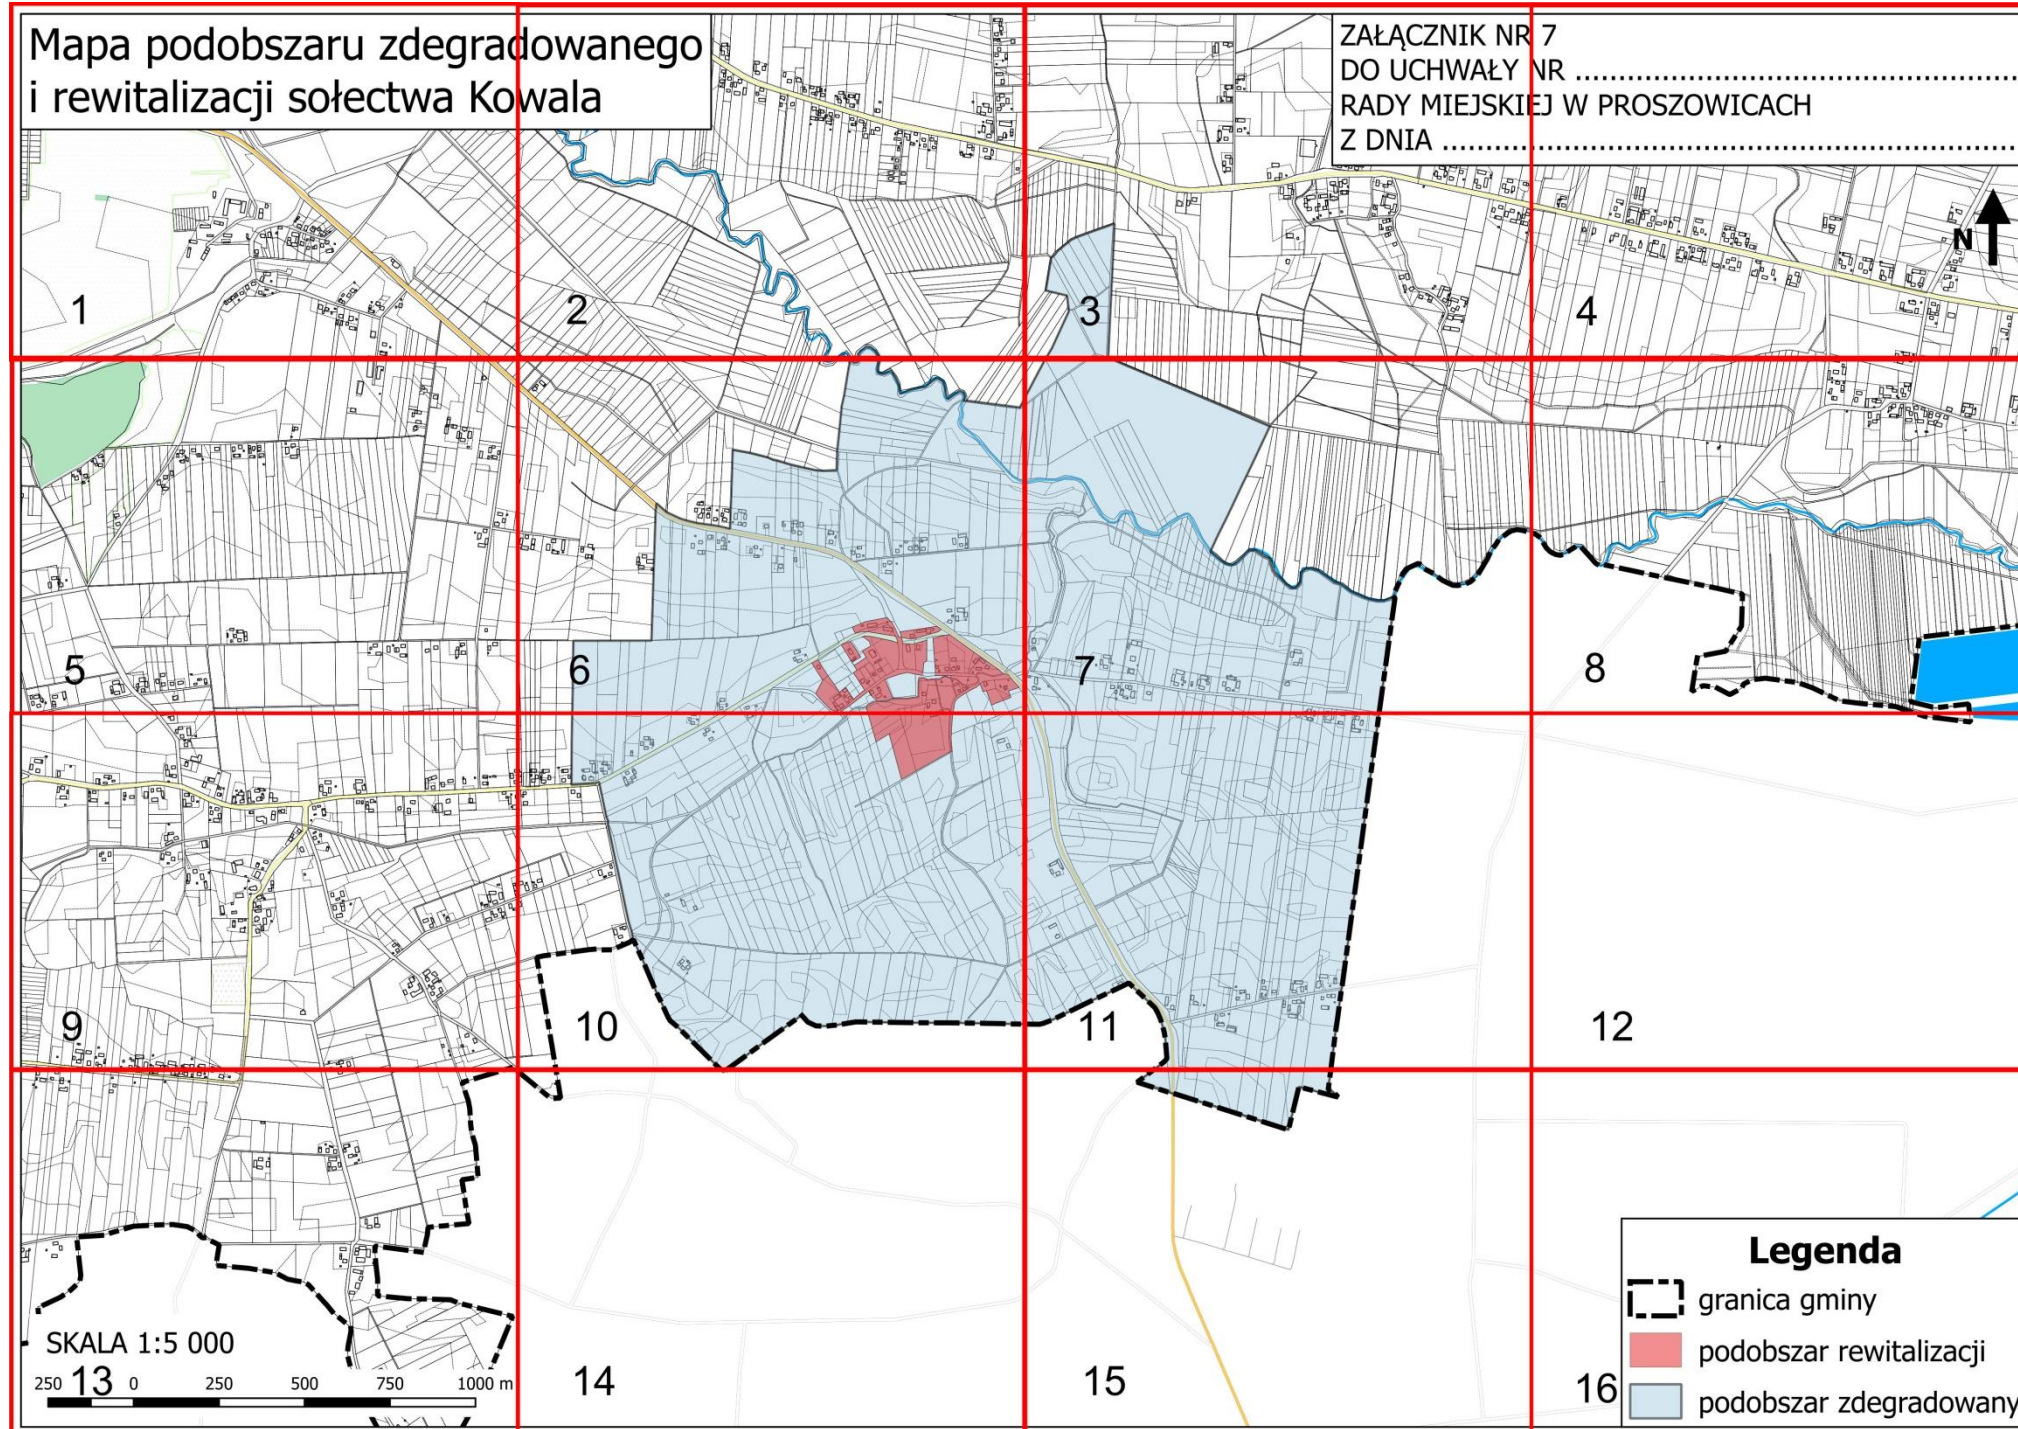 Mapa podobszaru zdegradowanego
i rewitalizacji sołectwa Kowala
ZAŁĄCZNIK NR 7
DO UCHWAŁY NR ....................................................
RADY MIEJSKIEJ W PROSZOWICACH
Z DNIA ....................................................................
N
1
2
3
4
5
6
7
8
9
10
11
12
13
14
15
16
SKALA 1:5 000
250 0 250 500 750 1000 m
Legenda
granica gminy
podobszar rewitalizacji
podobszar zdegradowany